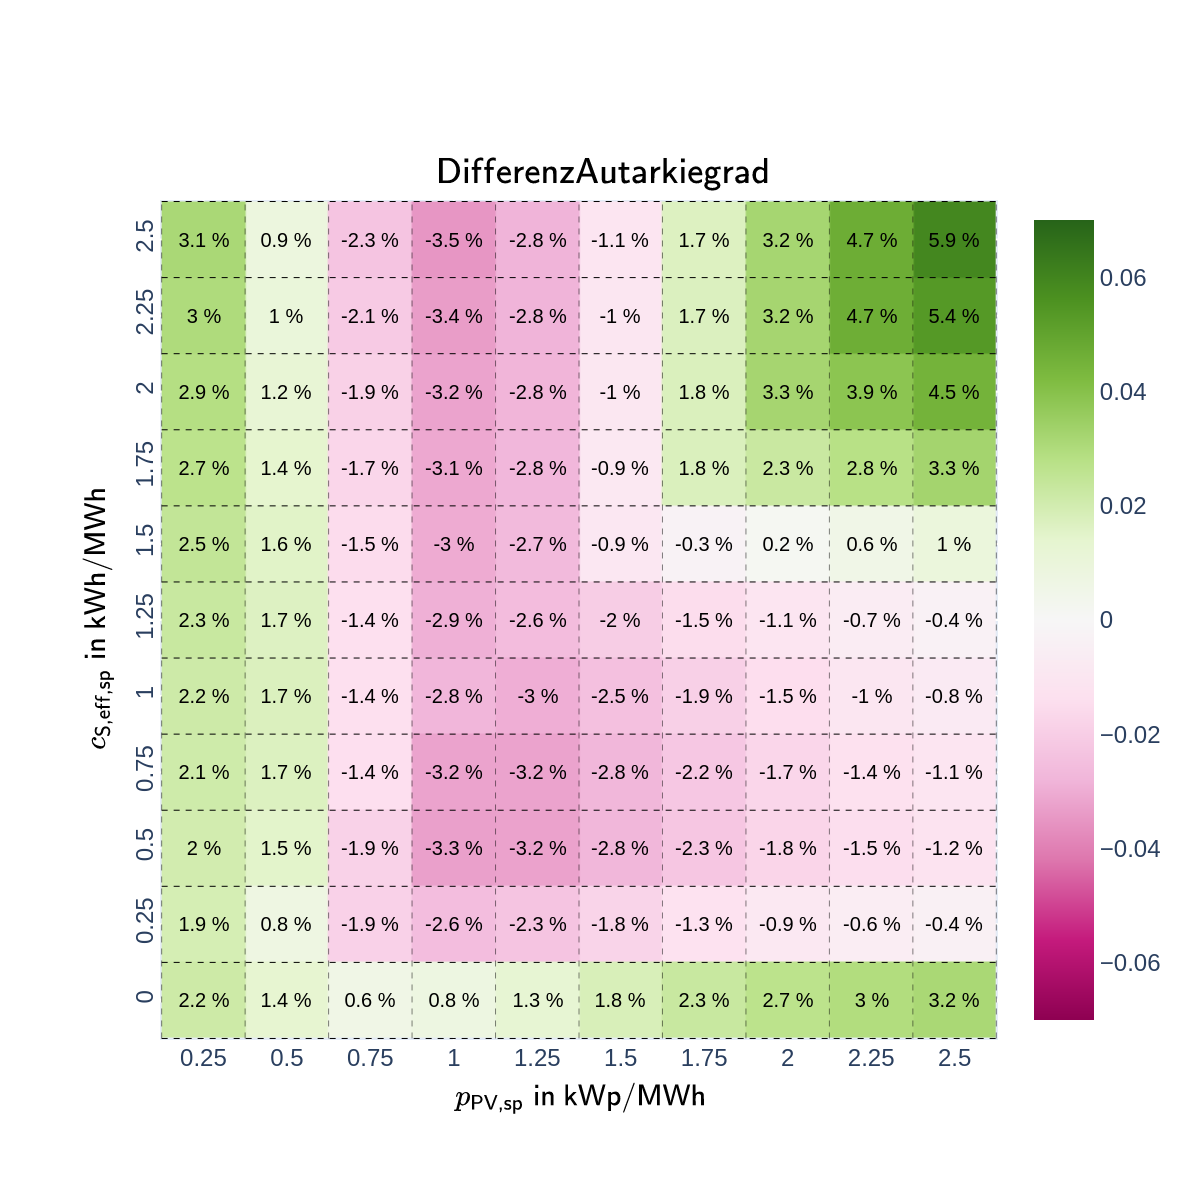 DifferenzAutarkiegrad
2.5 3.1 % 0.9 % -2.3 % -3.5 % -2.8 % -1.1 % 1.7 % 3.2 % 4.7 % 5.9 %
2.25 3 % 1 % -2.1 % -3.4 % -2.8 % -1 % 1.7 % 3.2 % 4.7 % 5.4 %
2 2.9 % 1.2 % -1.9 % -3.2 % -2.8 % -1 % 1.8 % 3.3 % 3.9 % 4.5 %
1.75 2.7 % 1.4 % -1.7 % -3.1 % -2.8 % -0.9 % 1.8 % 2.3 % 2.8 % 3.3 %
1.5 2.5 % 1.6 % -1.5 % -3 % -2.7 % -0.9 % -0.3 % 0.2 % 0.6 % 1 %
1.25 2.3 % 1.7 % -1.4 % -2.9 % -2.6 % -2 % -1.5 % -1.1 % -0.7 % -0.4 %
1 2.2 % 1.7 % -1.4 % -2.8 % -3 % -2.5 % -1.9 % -1.5 % -1 % -0.8 %
0.75 2.1 % 1.7 % -1.4 % -3.2 % -3.2 % -2.8 % -2.2 % -1.7 % -1.4 % -1.1 %
0.5 2 % 1.5 % -1.9 % -3.3 % -3.2 % -2.8 % -2.3 % -1.8 % -1.5 % -1.2 %
0.25 1.9 % 0.8 % -1.9 % -2.6 % -2.3 % -1.8 % -1.3 % -0.9 % -0.6 % -0.4 %
0 2.2 % 1.4 % 0.6 % 0.8 % 1.3 % 1.8 % 2.3 % 2.7 % 3 % 3.2 %
0.25 0.5 0.75 1 1.25 1.5 1.75 2 2.25 2.5
p PV,sp in kWp/MWh
c S,eff,sp in kWh/MWh
0.06
0.04
0.02
0
−0.02
−0.04
−0.06